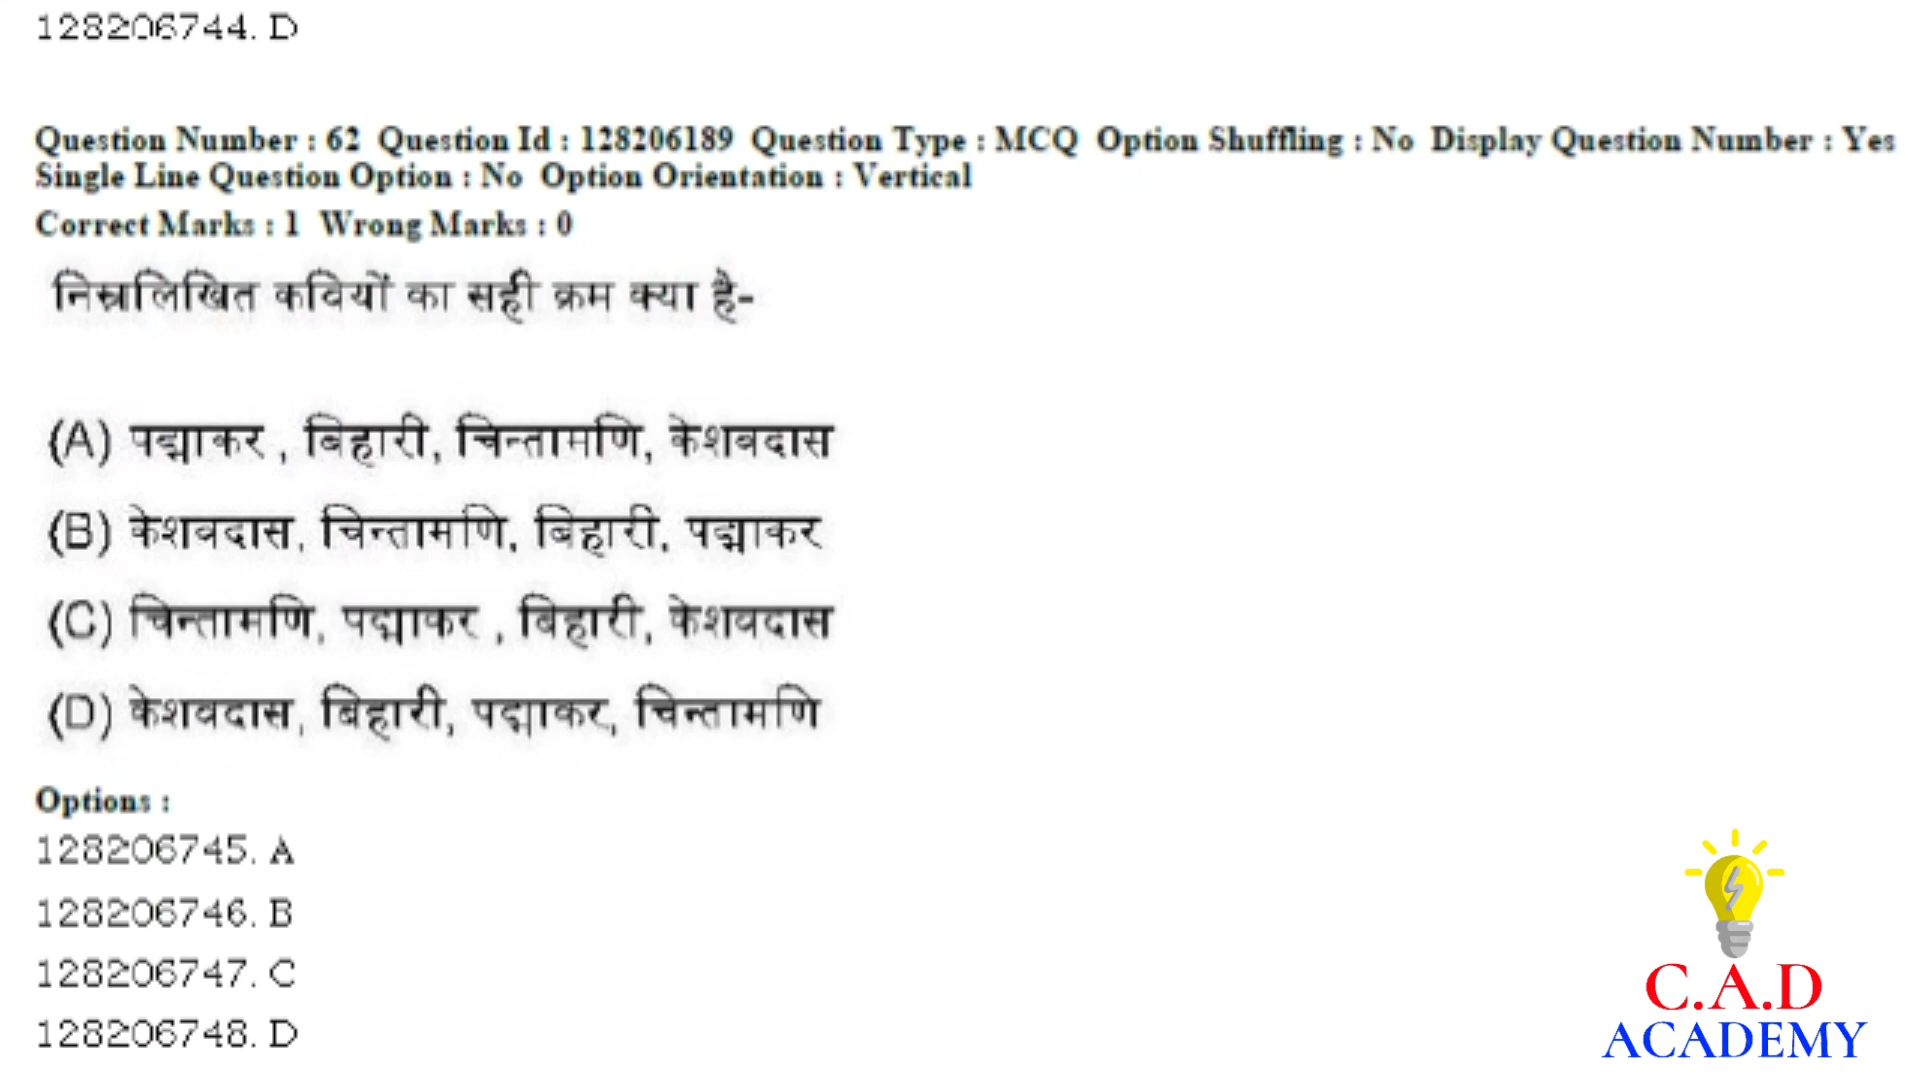 128206744. D
Question Number : 62 Question Id : 128206189 Question Type : MCQ Option Shuffling : No Display Question Number : Yes
Single Line Question Option : No Option Orientation : Vertical
Correct Marks : 1 Wrong Marks : 0
निम्नलिखित कवियों का सही क्रम क्या है-
(A) पद्माकर , बिहारी, चिन्तामणि, केशवदास
(B) केशवदास, चिन्तामणि, बिहारी, पद्माकर
(C) चिन्तामणि, पद्माकर , बिहारी, केशवदास
(D) केशवदास, बिहारी, पद्माकर, चिन्तामणि
Options :
128206745. A
128206746. B
128206747. C
128206748. D
C.A.D
ACADEMY